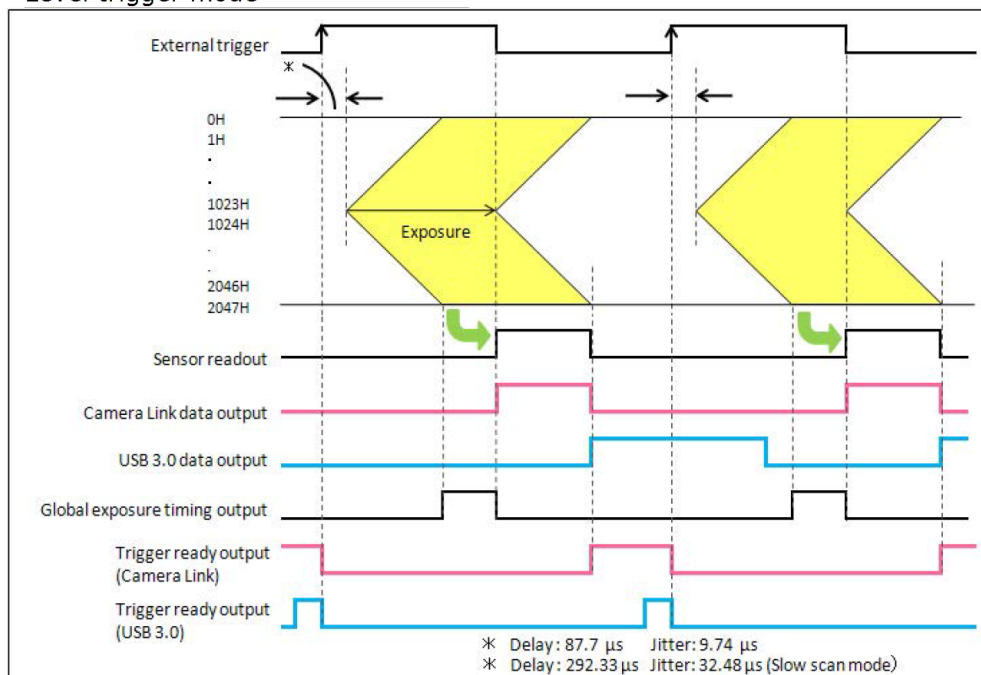 Level trigger mode
External trigger
*
0H
1H
.
.
1023H
1024H
Exposure
.
.
2046H
2047H
Sensor readout
Camera Link data output
USB 3.0 data output
Global exposure timing output
Trigger ready output
(Camera Link)
Trigger ready output
(USB 3.0)
* Delay: 87.7 μs Jitter: 9.74 μs
* Delay: 292.33 μs Jitter: 32.48 μs (Slow scan mode)